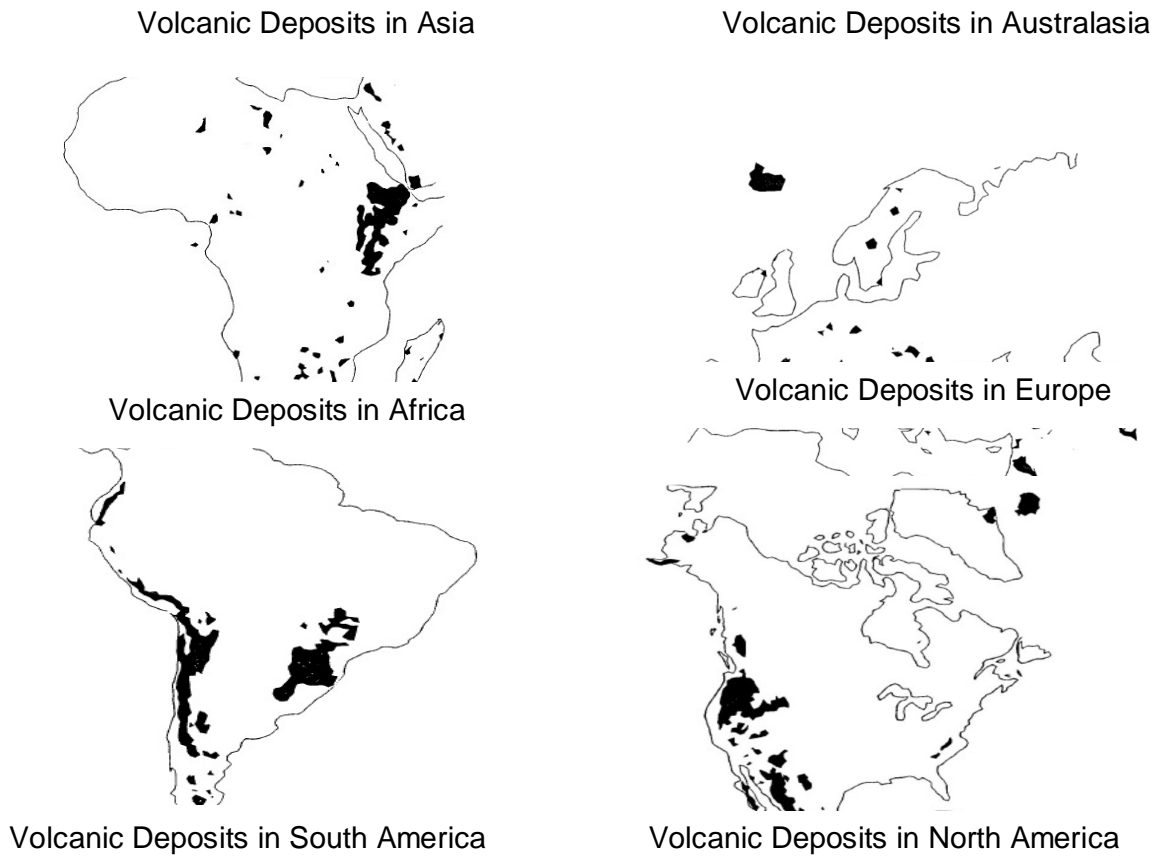 Volcanic Deposits in Asia
Volcanic Deposits in Australasia
Volcanic Deposits in Africa
Volcanic Deposits in Europe
Volcanic Deposits in South America
Volcanic Deposits in North America